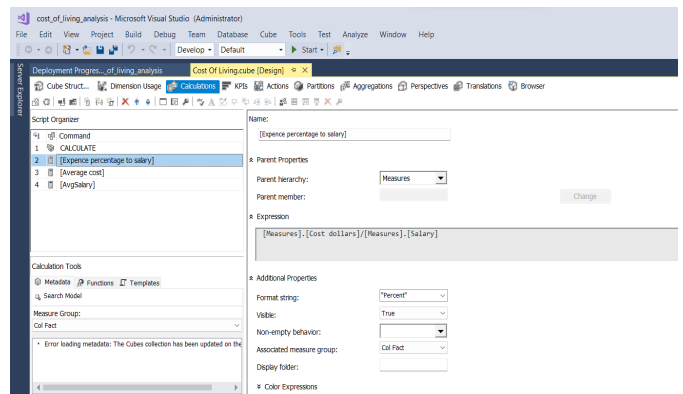 cost_of_living_analysis - Microsoft Visual Studio (Administrator)
File Edit View Project Build Debug Team Database Cube Tools Test Analyze Window Help
Develop Default Start
Server Explorer
Deployment Progres..._of_living_analysis Cost Of Living.cube [Design]
Cube Struct... Dimension Usage Calculations KPIs Actions Partitions Aggregations Perspectives Translations Browser
Script Organizer
Command
1 CALCULATE
2 [Expence percentage to salary]
3 [Average cost]
4 [AvgSalary]
Calculation Tools
Metadata Functions Templates
Search Model
Measure Group:
Col Fact
Error loading metadata: The Cubes collection has been updated on the
Name:
[Expence percentage to salary]
Parent Properties
Parent hierarchy: Measures
Parent member: Change
Expression
[Measures].[Cost dollars]/[Measures].[Salary]
Additional Properties
Format string: "Percent"
Visible: True
Non-empty behavior:
Associated measure group: Col Fact
Display folder:
Color Expressions